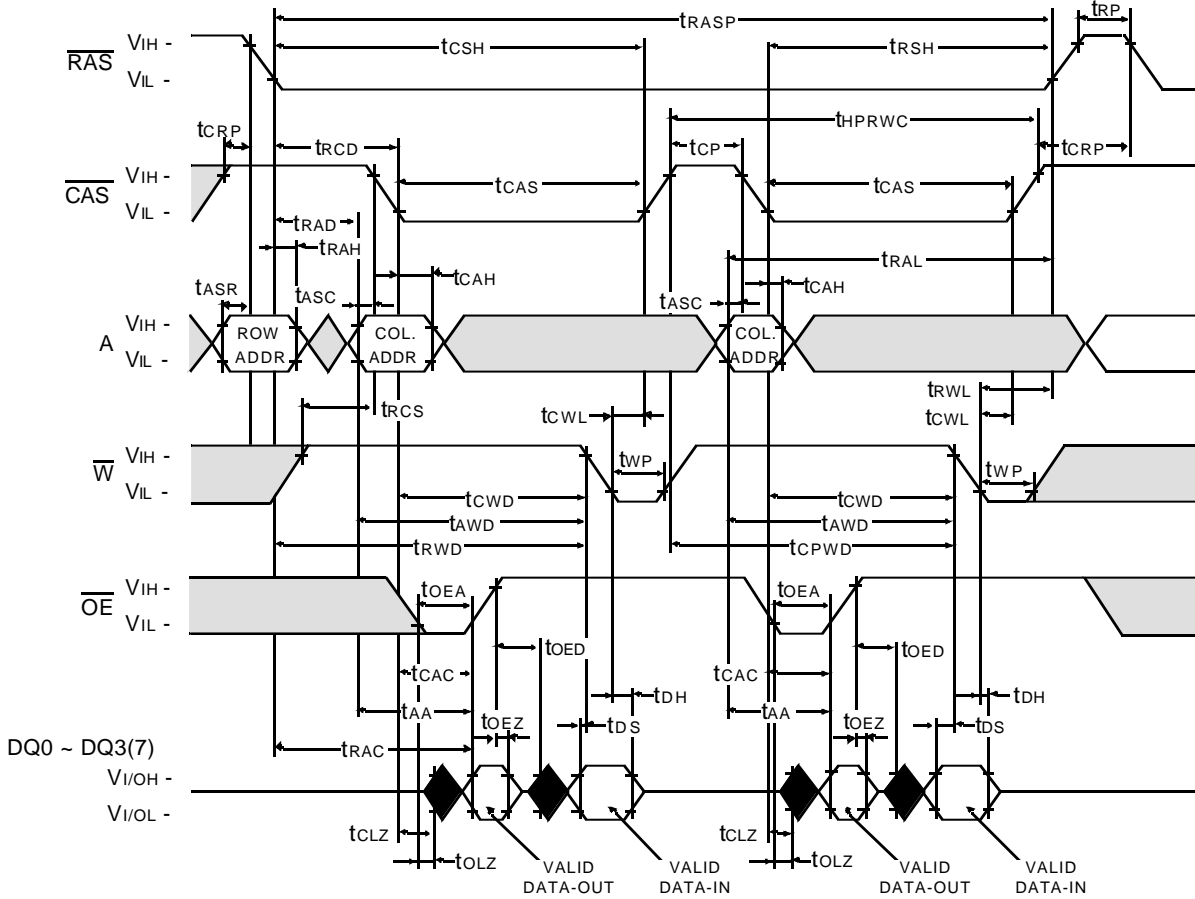 tRASP
tRP
VIH -
tCSH
tRSH
RAS
VIL -
tCRP
tHPRWC
tRCD
tCP
tCRP
VIH -
tCAS
tCAS
CAS
VIL -
tRAD
tRAH
tRAL
tCAH
tCAH
tASR
tASC
tASC
VIH -
ROW
COL.
COL.
A
VIL -
ADDR
ADDR
ADDR
tRWL
tRCS
tCWL
tCWL
VIH -
tWP
tWP
W
VIL -
tCWD
tCWD
tAWD
tAWD
tRWD
tCPWD
VIH -
tOEA
tOEA
OE
VIL -
tOED
tOED
tCAC
tCAC
tDH
tDH
tAA
tAA
tOEZ
tDS
tOEZ
tDS
DQ0 ~ DQ3(7)
tRAC
VI/OH -
VI/OL -
tCLZ
tCLZ
tOLZ
tOLZ
VALID
DATA-OUT
VALID
DATA-IN
VALID
DATA-OUT
VALID
DATA-IN